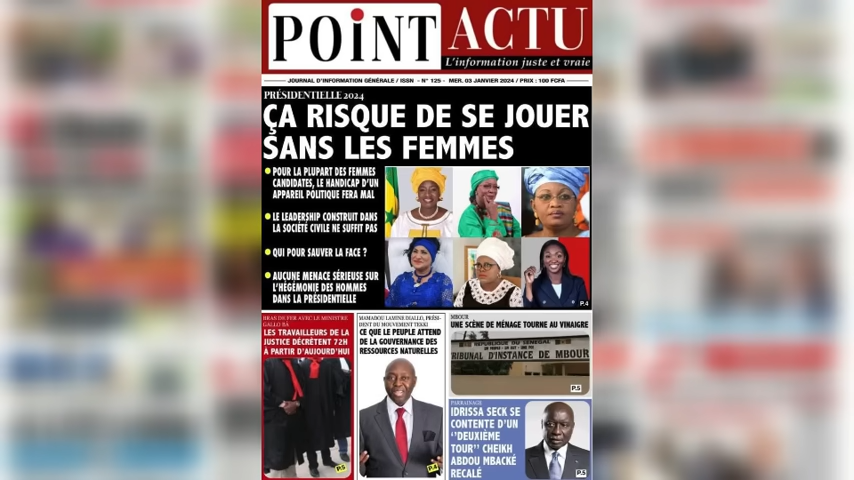 POINT ACTU
L'information juste et vraie
JOURNAL D'INFORMATION GÉNÉRALE / ISSN - N° 125 - MER. 03 JANVIER 2024 / PRIX : 100 FCFA
PRÉSIDENTIELLE 2024
ÇA RISQUE DE SE JOUER
SANS LES FEMMES
POUR LA PLUPART DES FEMMES
CANDIDATES, LE HANDICAP D'UN
APPAREIL POLITIQUE FERA MAL
LE LEADERSHIP CONSTRUIT DANS
LA SOCIÉTÉ CIVILE NE SUFFIT PAS
QUI POUR SAUVER LA FACE ?
AUCUNE MENACE SÉRIEUSE SUR
L'HÉGÉMONIE DES HOMMES
DANS LA PRÉSIDENTIELLE
P.4
BRAS DE FER AVEC LE MINISTRE
GALLO BÂ
LES TRAVAILLEURS DE LA
JUSTICE DÉCRÈTENT 72H
À PARTIR D'AUJOURD'HUI
P.5
MAMADOU LAMINE DIALLO, PRÉSI-
DENT DU MOUVEMENT TEKKI
CE QUE LE PEUPLE ATTEND
DE LA GOUVERNANCE DES
RESSOURCES NATURELLES
P.4
MBOUR
UNE SCÈNE DE MÉNAGE TOURNE AU VINAIGRE
REPUBLIQUE DU SENEGAL
TRIBUNAL D'INSTANCE DE MBOUR
P.5
PARRAINAGE
IDRISSA SECK SE
CONTENTE D'UN
''DEUXIÈME
TOUR'' CHEIKH
ABDOU MBACKÉ
RECALÉ
P.5